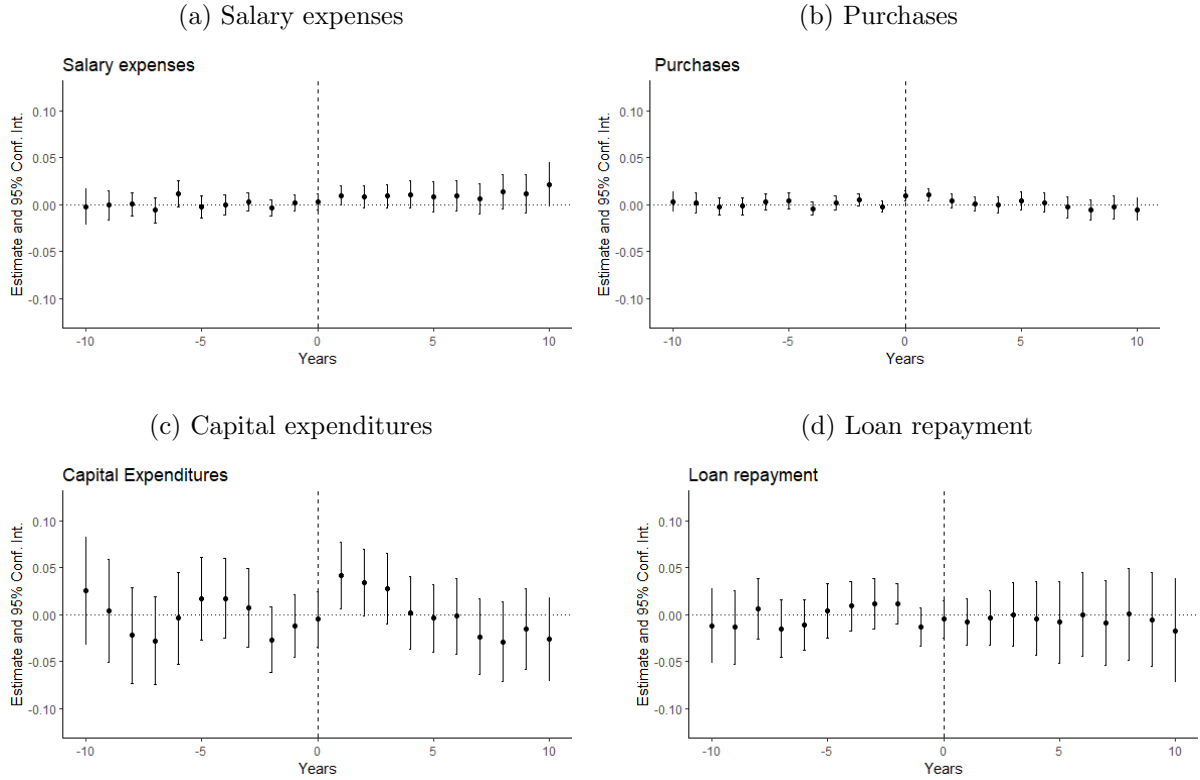 (a) Salary expenses
Salary expenses
Estimate and 95% Conf. Int.
0.10
0.05
0.00
-0.05
-0.10
-10 -5 0 5 10
Years
(b) Purchases
Purchases
Estimate and 95% Conf. Int.
0.10
0.05
0.00
-0.05
-0.10
-10 -5 0 5 10
Years
(c) Capital expenditures
Capital Expenditures
Estimate and 95% Conf. Int.
0.10
0.05
0.00
-0.05
-0.10
-10 -5 0 5 10
Years
(d) Loan repayment
Loan repayment
Estimate and 95% Conf. Int.
0.10
0.05
0.00
-0.05
-0.10
-10 -5 0 5 10
Years